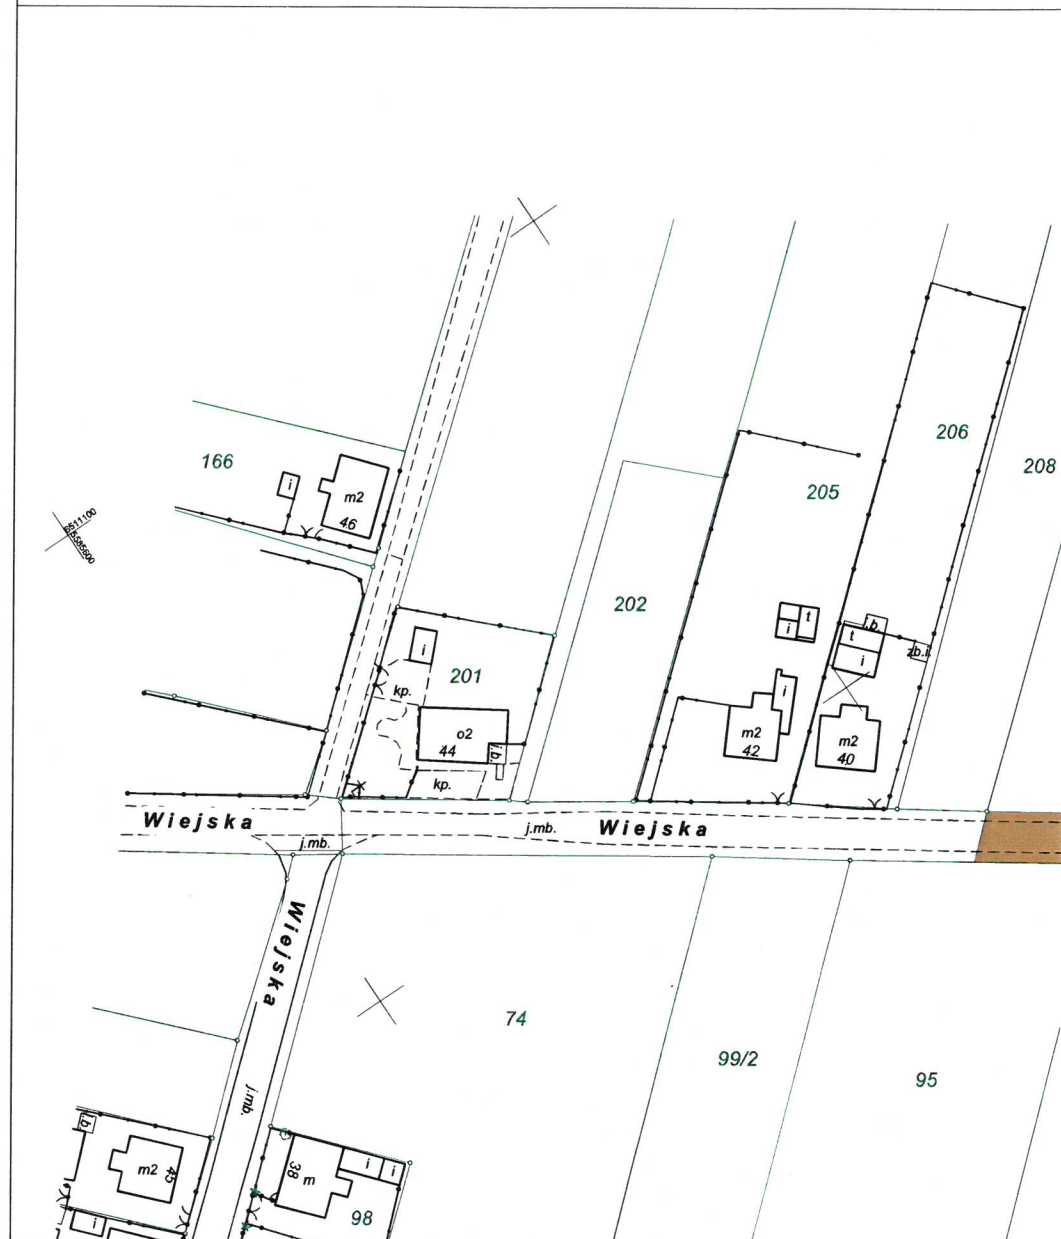 166
i
m2
46
206
208
205
6511100
5585600
202
t
i
i.b.
t
i
zb.i.
i
201
kp.
i
o2
44
i.b.
m2
42
m2
40
kp.
Wiejska
j.mb.
j.mb.
Wiejska
Wiejska
74
99/2
95
j.mb.
i.b.
m2
45
38
m
i
i
98
i